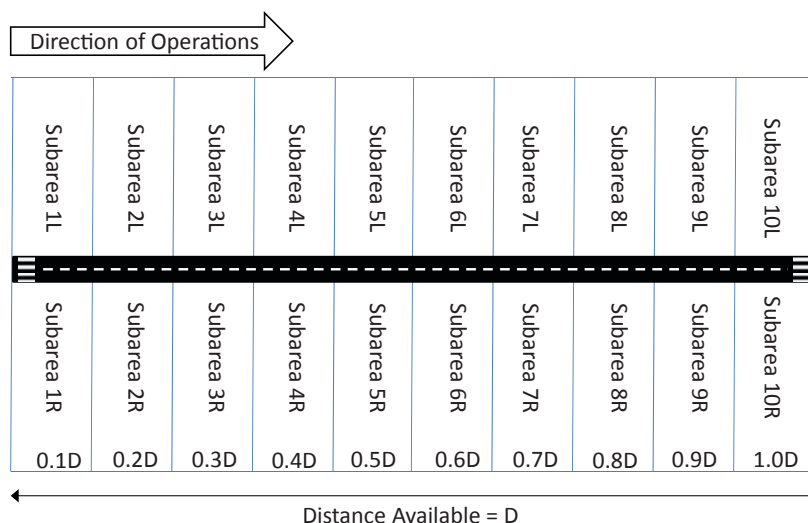 Direction of Operations
Subarea 1L
Subarea 2L
Subarea 3L
Subarea 4L
Subarea 5L
Subarea 6L
Subarea 7L
Subarea 8L
Subarea 9L
Subarea 10L
Subarea 1R
Subarea 2R
Subarea 3R
Subarea 4R
Subarea 5R
Subarea 6R
Subarea 7R
Subarea 8R
Subarea 9R
Subarea 10R
0.1D 0.2D 0.3D 0.4D 0.5D 0.6D 0.7D 0.8D 0.9D 1.0D
Distance Available = D